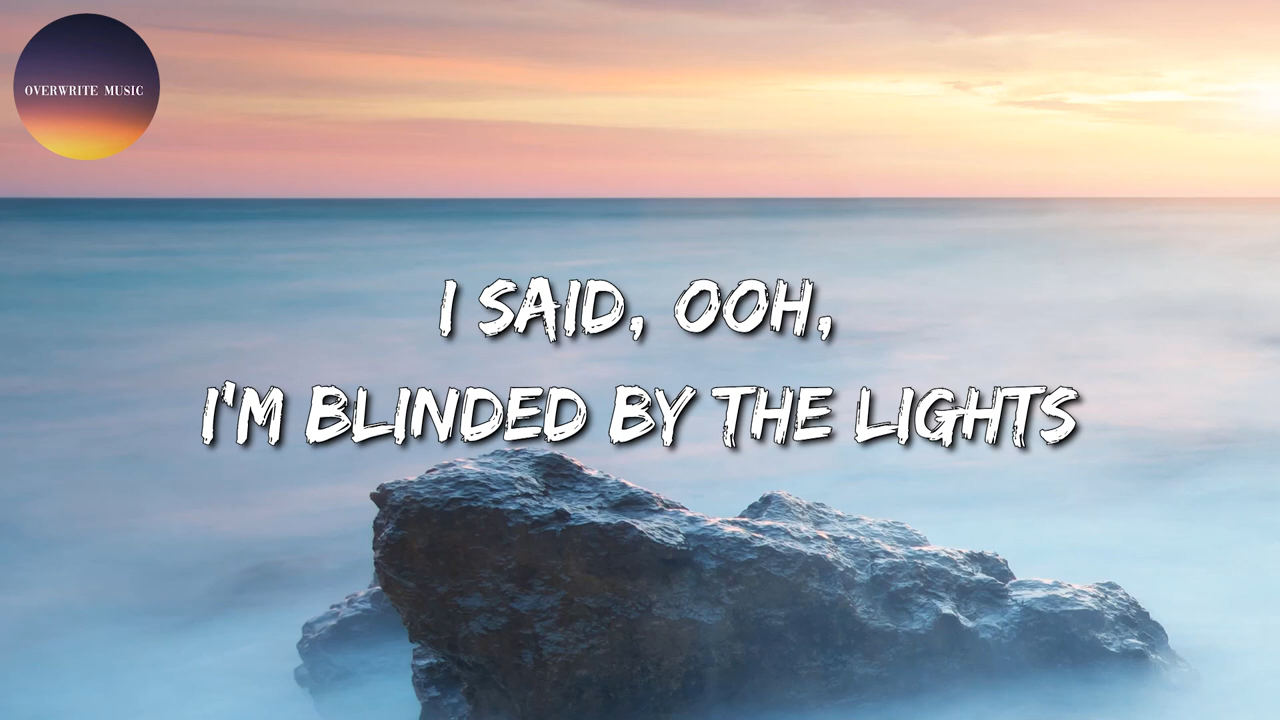 OVERWRITE MUSIC
I SAID, OOH,
I'M BLINDED BY THE LIGHTS